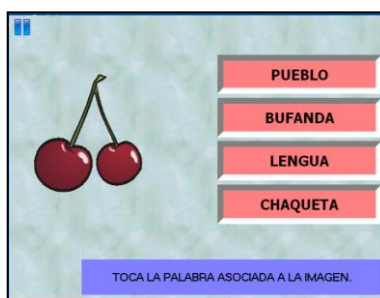 PUEBLO
BUFANDA
LENGUA
CHAQUETA
TOCA LA PALABRA ASOCIADA A LA IMAGEN.